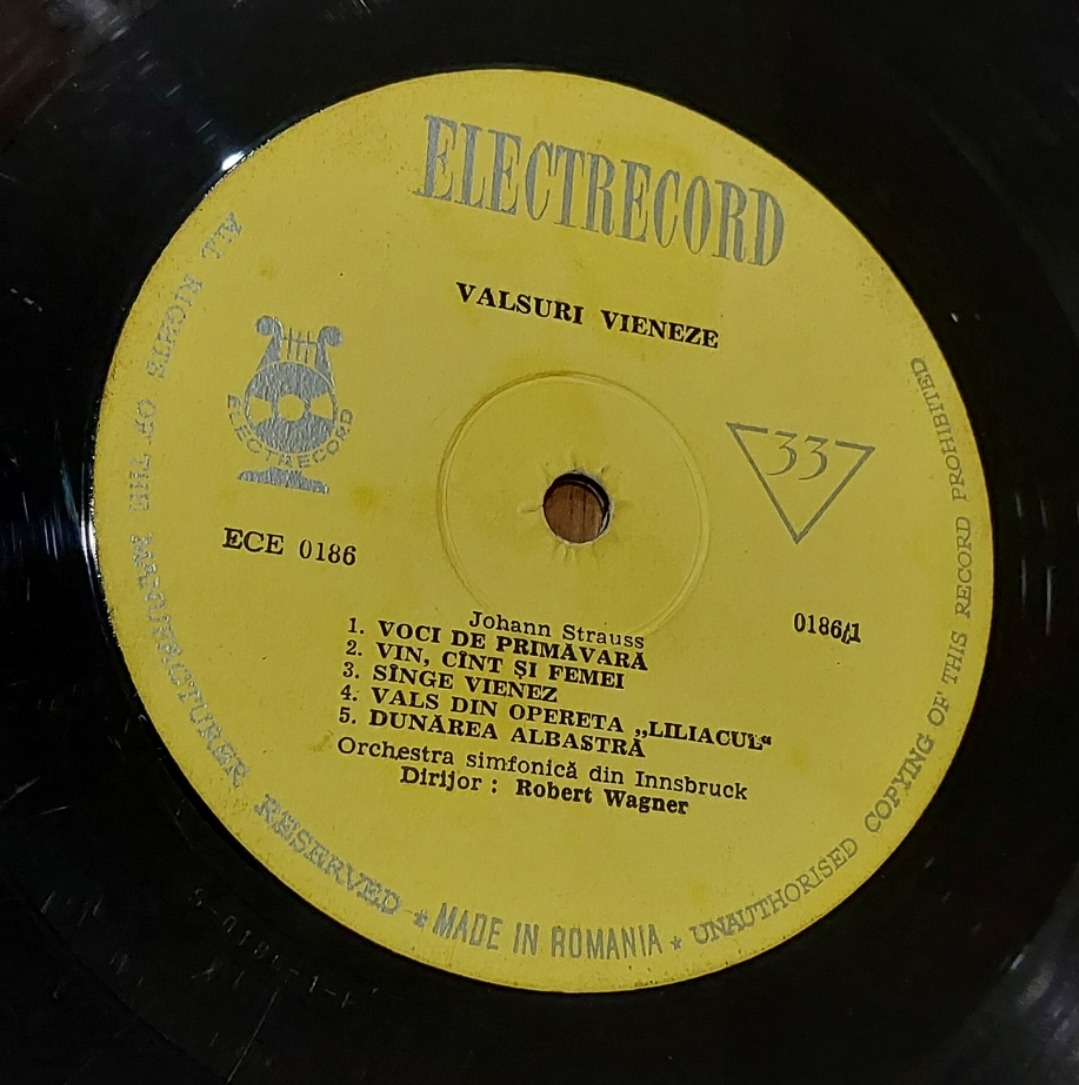 ELECTRECORD
VALSURI VIENEZE
ELECTRECORD
33
ECE 0186
0186/1
Johann Strauss
1. VOCI DE PRIMĂVARĂ
2. VIN, CÎNT ȘI FEMEI
3. SÎNGE VIENEZ
4. VALS DIN OPERETA „LILIACUL“
5. DUNĂREA ALBASTRĂ
Orchestra simfonică din Innsbruck
Dirijor : Robert Wagner
ALL RIGHTS OF THE MANUFACTURER RESERVED ★ MADE IN ROMANIA ★ UNAUTHORISED COPYING OF THIS RECORD PROHIBITED